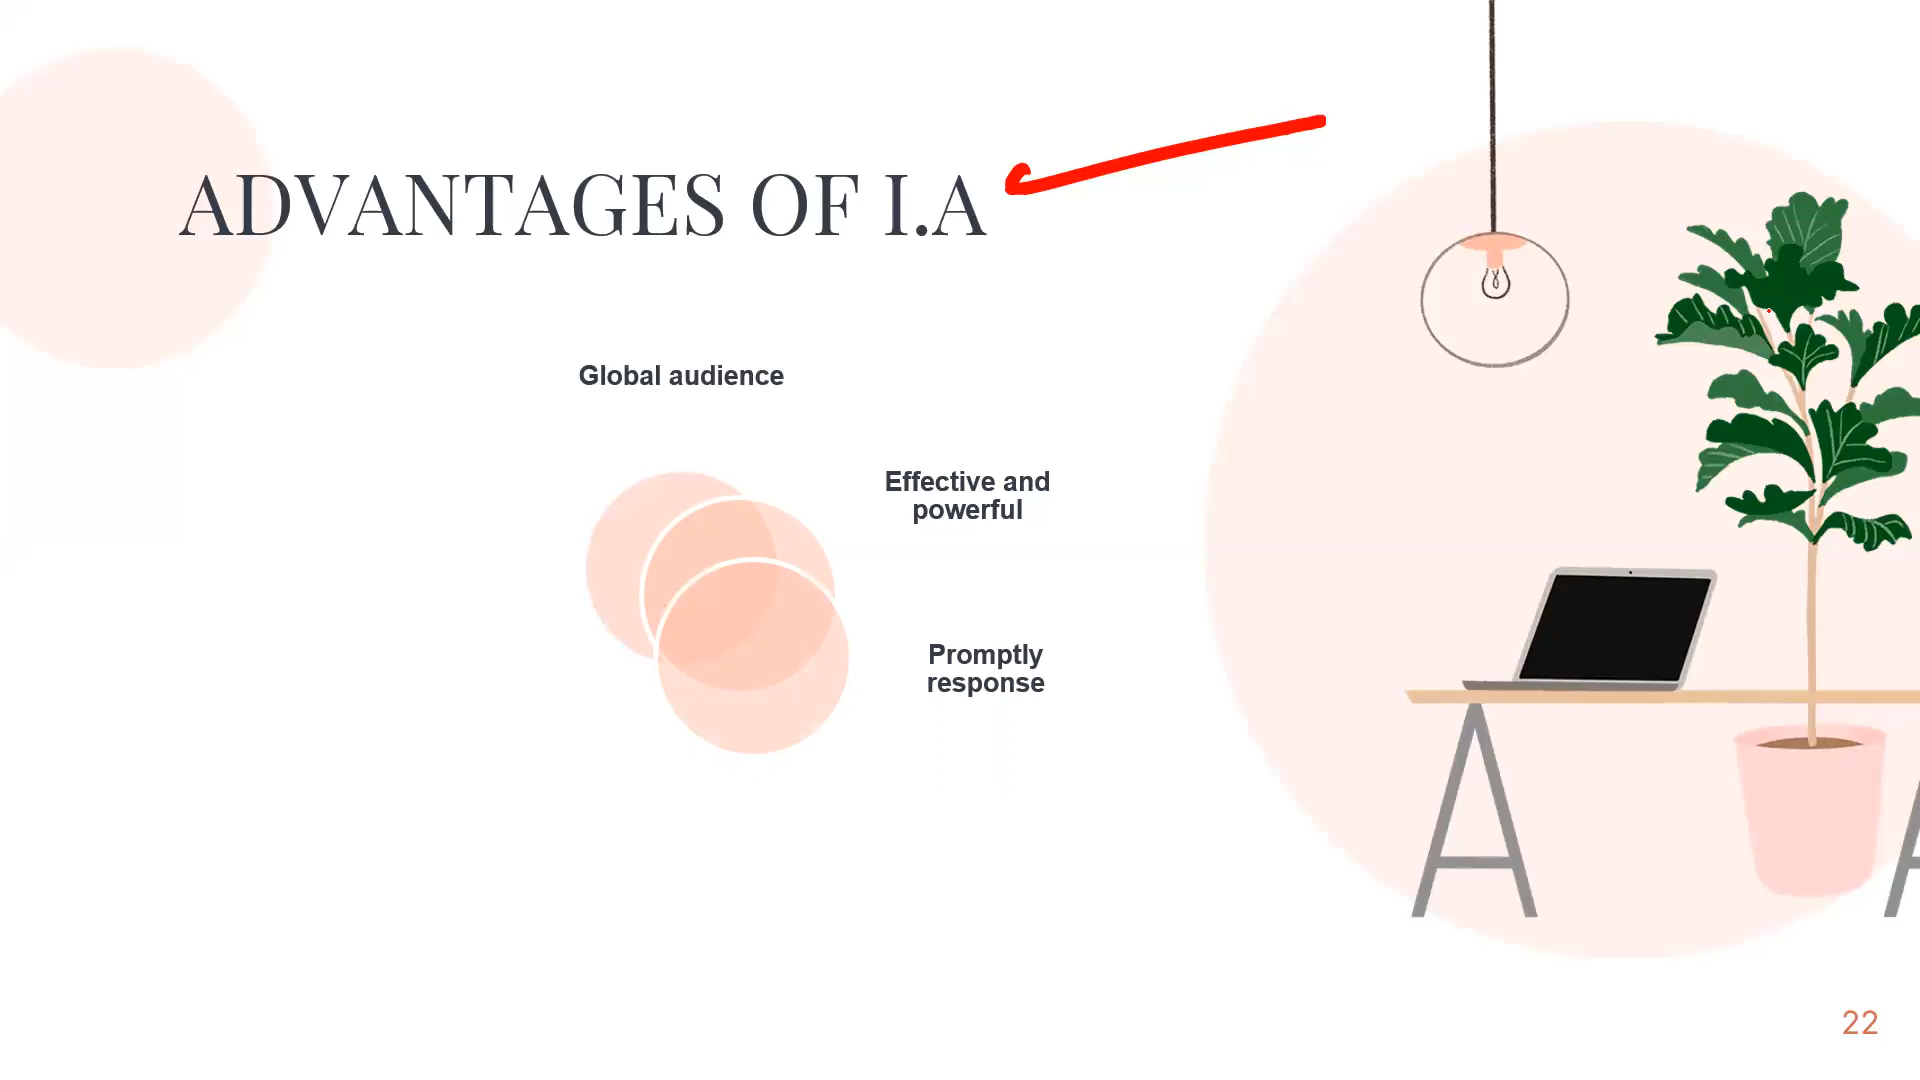 ADVANTAGES OF I.A
Global audience
Effective and
powerful
Promptly
response
22